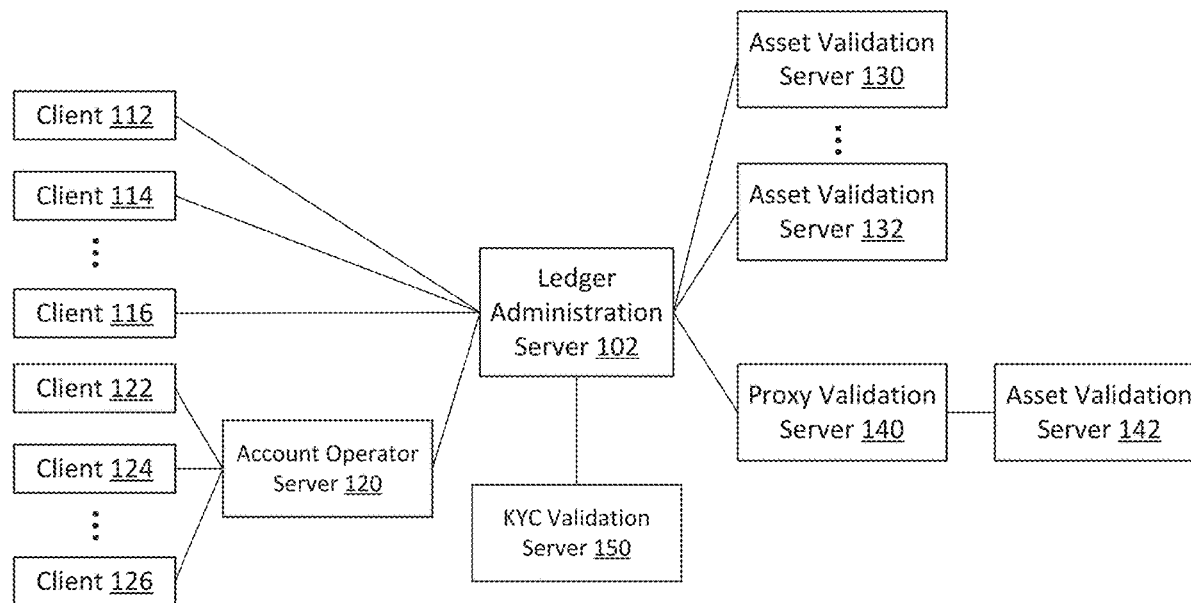 Client 112
Client 114
Client 116
Client 122
Client 124
Client 126
Account Operator
Server 120
Ledger
Administration
Server 102
KYC Validation
Server 150
Asset Validation
Server 130
Asset Validation
Server 132
Proxy Validation
Server 140
Asset Validation
Server 142